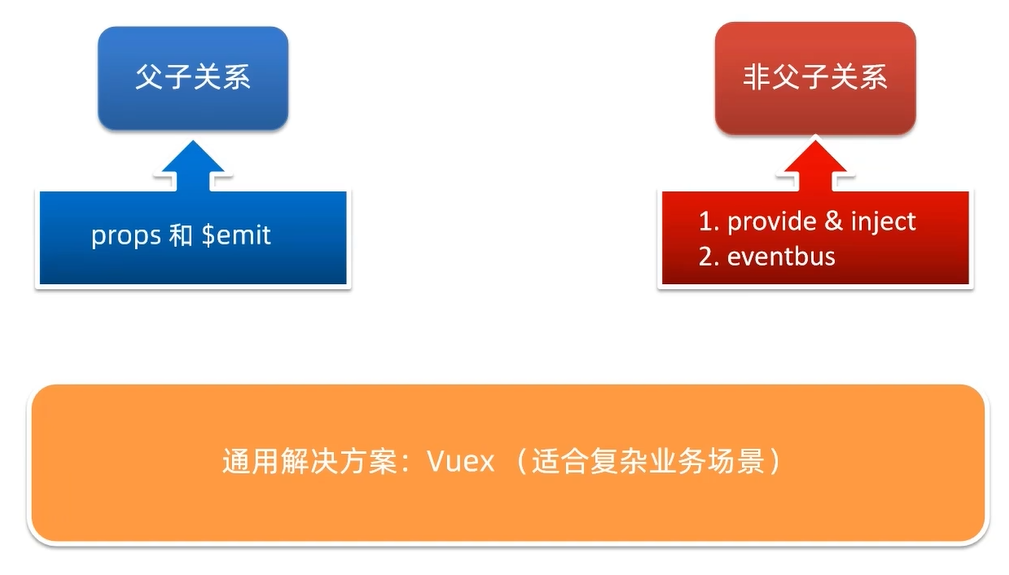 父子关系
非父子关系
props 和 $emit
1. provide & inject
2. eventbus
通用解决方案：Vuex （适合复杂业务场景）